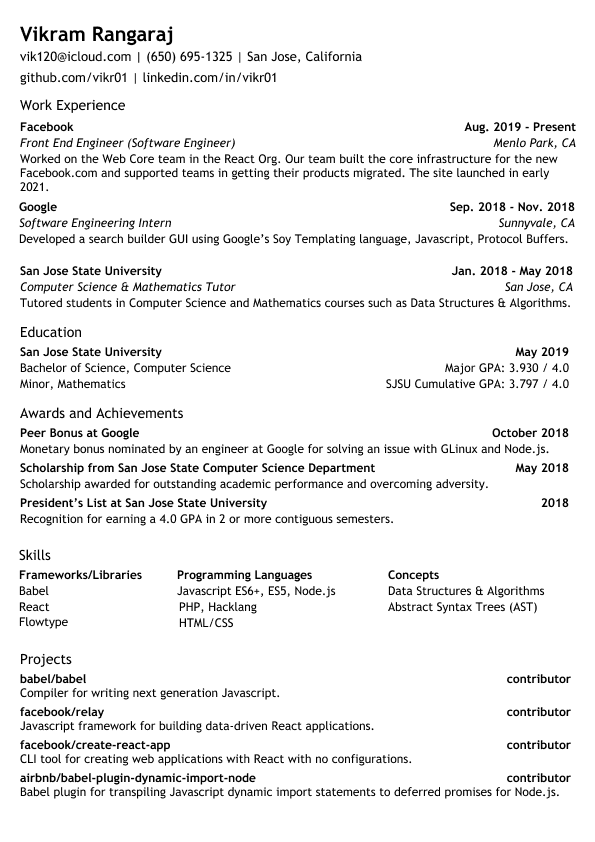 Vikram Rangaraj
vik120@icloud.com | (650) 695-1325 | San Jose, California
github.com/vikr01 | linkedin.com/in/vikr01
Work Experience
Facebook Aug. 2019 - Present
Front End Engineer (Software Engineer) Menlo Park, CA
Worked on the Web Core team in the React Org. Our team built the core infrastructure for the new
Facebook.com and supported teams in getting their products migrated. The site launched in early
2021.
Google Sep. 2018 - Nov. 2018
Software Engineering Intern Sunnyvale, CA
Developed a search builder GUI using Google’s Soy Templating language, Javascript, Protocol Buffers.
San Jose State University Jan. 2018 - May 2018
Computer Science & Mathematics Tutor San Jose, CA
Tutored students in Computer Science and Mathematics courses such as Data Structures & Algorithms.
Education
San Jose State University May 2019
Bachelor of Science, Computer Science Major GPA: 3.930 / 4.0
Minor, Mathematics SJSU Cumulative GPA: 3.797 / 4.0
Awards and Achievements
Peer Bonus at Google October 2018
Monetary bonus nominated by an engineer at Google for solving an issue with GLinux and Node.js.
Scholarship from San Jose State Computer Science Department May 2018
Scholarship awarded for outstanding academic performance and overcoming adversity.
President’s List at San Jose State University 2018
Recognition for earning a 4.0 GPA in 2 or more contiguous semesters.
Skills
Frameworks/Libraries Programming Languages Concepts
Babel Javascript ES6+, ES5, Node.js Data Structures & Algorithms
React PHP, Hacklang Abstract Syntax Trees (AST)
Flowtype HTML/CSS
Projects
babel/babel contributor
Compiler for writing next generation Javascript.
facebook/relay contributor
Javascript framework for building data-driven React applications.
facebook/create-react-app contributor
CLI tool for creating web applications with React with no configurations.
airbnb/babel-plugin-dynamic-import-node contributor
Babel plugin for transpiling Javascript dynamic import statements to deferred promises for Node.js.